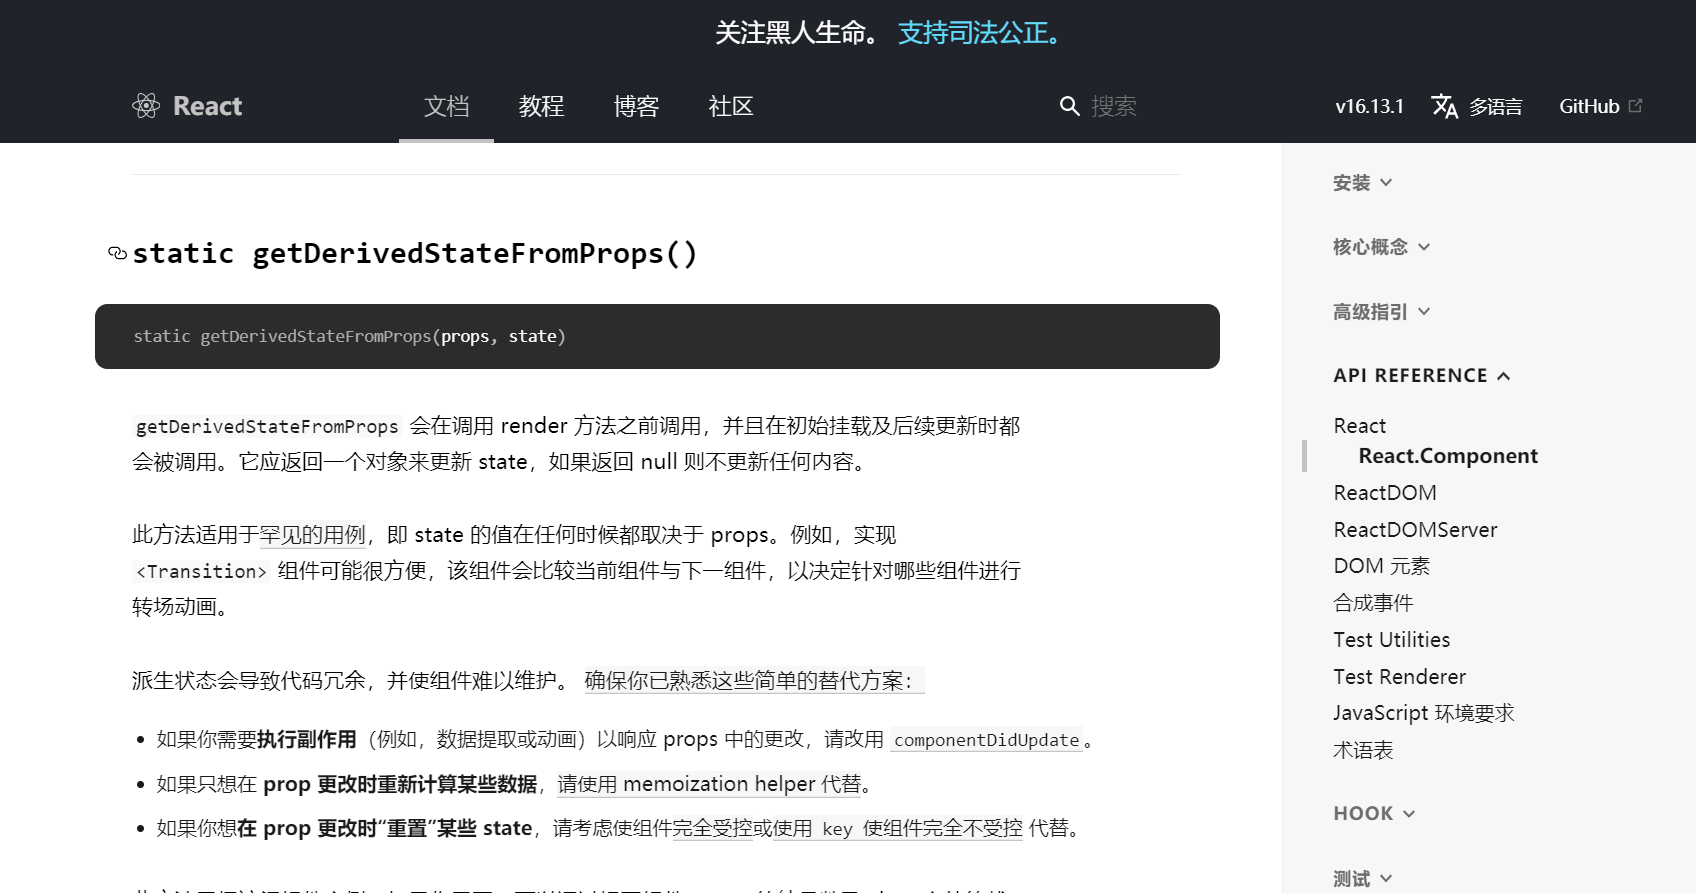 关注黑人生命。 支持司法公正。
React
文档 教程 博客 社区
搜索
v16.13.1 多语言 GitHub
static getDerivedStateFromProps()
static getDerivedStateFromProps(props, state)
getDerivedStateFromProps 会在调用 render 方法之前调用，并且在初始挂载及后续更新时都
会被调用。它应返回一个对象来更新 state，如果返回 null 则不更新任何内容。
此方法适用于罕见的用例，即 state 的值在任何时候都取决于 props。例如，实现
<Transition> 组件可能很方便，该组件会比较当前组件与下一组件，以决定针对哪些组件进行
转场动画。
派生状态会导致代码冗余，并使组件难以维护。 确保你已熟悉这些简单的替代方案：
• 如果你需要执行副作用（例如，数据提取或动画）以响应 props 中的更改，请改用 componentDidUpdate。
• 如果只想在 prop 更改时重新计算某些数据，请使用 memoization helper 代替。
• 如果你想在 prop 更改时“重置”某些 state，请考虑使组件完全受控或使用 key 使组件完全不受控 代替。
安装
核心概念
高级指引
API REFERENCE
React
React.Component
ReactDOM
ReactDOMServer
DOM 元素
合成事件
Test Utilities
Test Renderer
JavaScript 环境要求
术语表
HOOK
测试